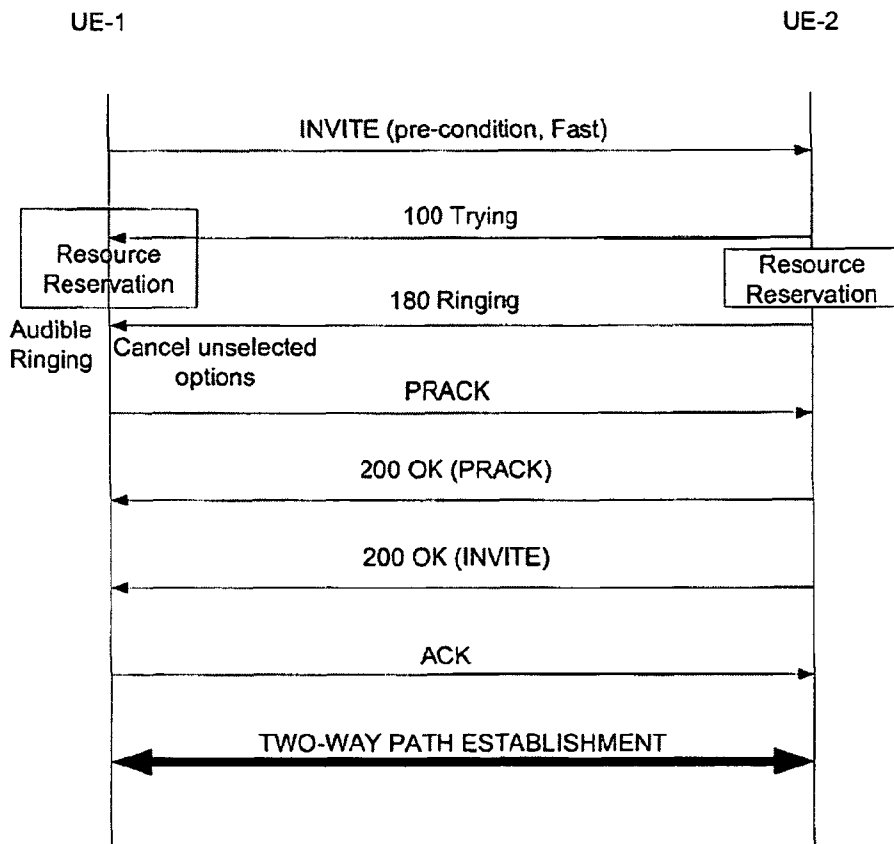 UE-1
UE-2
INVITE (pre-condition, Fast)
100 Trying
Resource
Reservation
Resource
Reservation
180 Ringing
Audible
Ringing
Cancel unselected
options
PRACK
200 OK (PRACK)
200 OK (INVITE)
ACK
TWO-WAY PATH ESTABLISHMENT